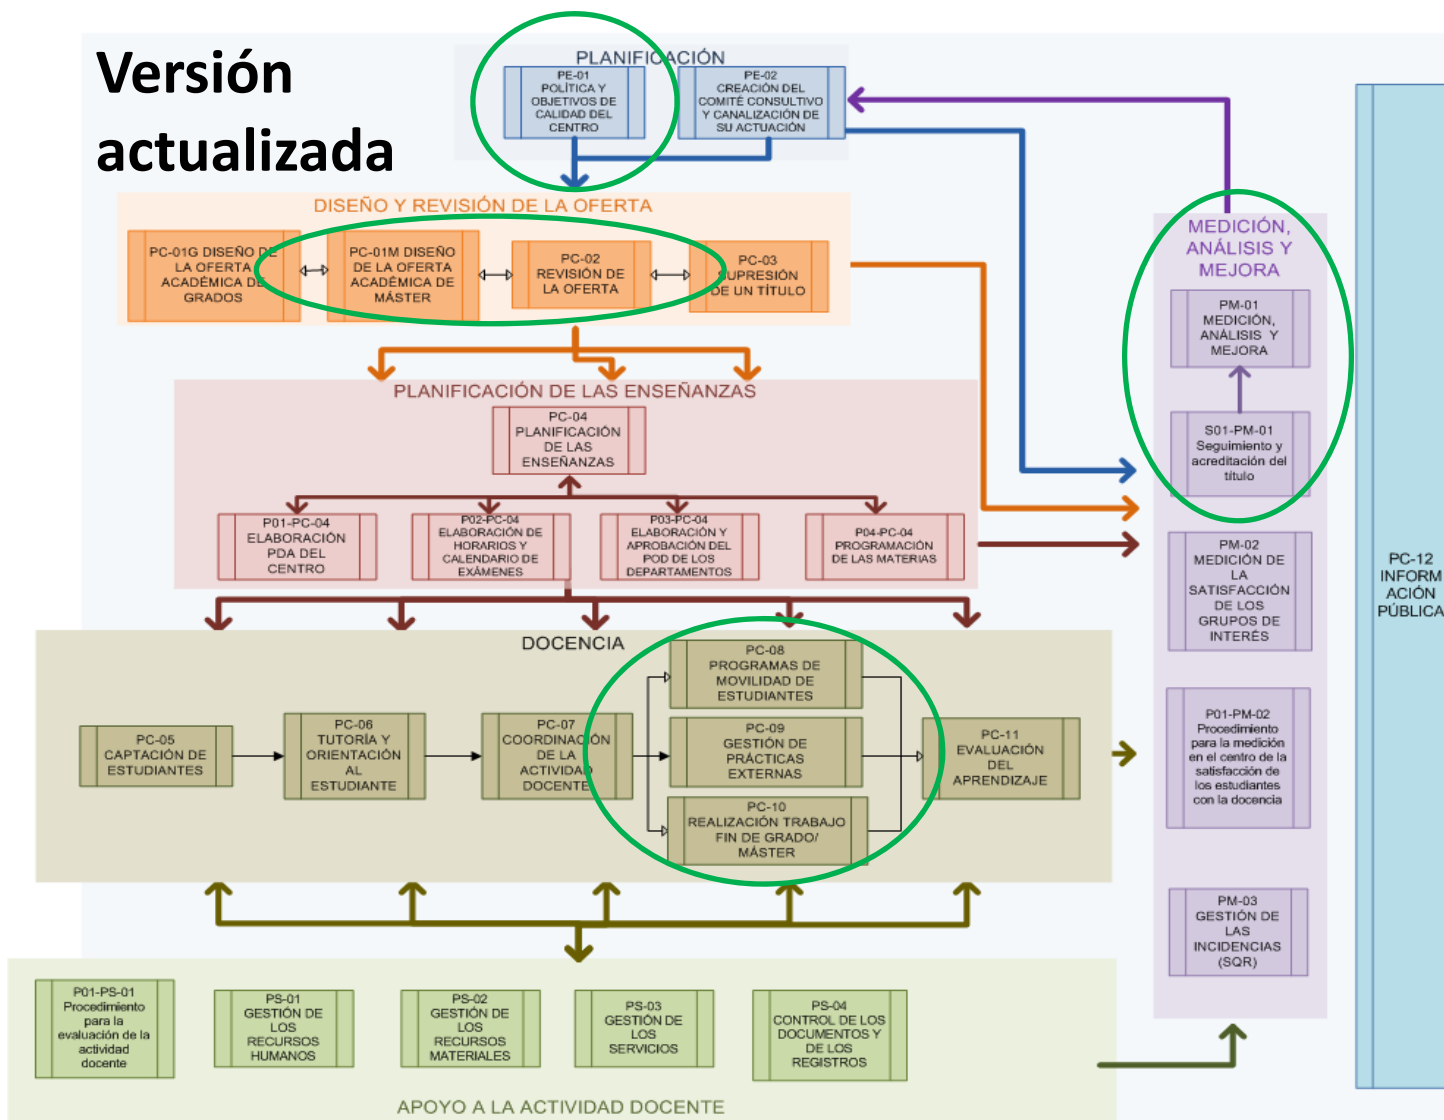 Versión
actualizada
PLANIFICACIÓN
PE-01
POLÍTICA Y
OBJETIVOS DE
CALIDAD DEL
CENTRO
PE-02
CREACIÓN DEL
COMITÉ CONSULTIVO
Y CANALIZACIÓN DE
SU ACTUACIÓN
DISEÑO Y REVISIÓN DE LA OFERTA
PC-01G DISEÑO DE
LA OFERTA
ACADÉMICA DE
GRADOS
PC-01M DISEÑO
DE LA OFERTA
ACADÉMICA DE
MÁSTER
PC-02
REVISIÓN DE
LA OFERTA
PC-03
SUPRESIÓN
DE UN TÍTULO
PLANIFICACIÓN DE LAS ENSEÑANZAS
PC-04
PLANIFICACIÓN
DE LAS
ENSEÑANZAS
P01-PC-04
ELABORACIÓN
PDA DEL
CENTRO
P02-PC-04
ELABORACIÓN DE
HORARIOS Y
CALENDARIO DE
EXÁMENES
P03-PC-04
ELABORACIÓN Y
APROBACIÓN DEL
POD DE LOS
DEPARTAMENTOS
P04-PC-04
PROGRAMACIÓN
DE LAS MATERIAS
DOCENCIA
PC-05
CAPTACIÓN DE
ESTUDIANTES
PC-06
TUTORÍA Y
ORIENTACIÓN
AL
ESTUDIANTE
PC-07
COORDINACIÓN
DE LA
ACTIVIDAD
DOCENTE
PC-08
PROGRAMAS DE
MOVILIDAD DE
ESTUDIANTES
PC-09
GESTIÓN DE
PRÁCTICAS
EXTERNAS
PC-10
REALIZACIÓN TRABAJO
FIN DE GRADO/
MÁSTER
PC-11
EVALUACIÓN
DEL
APRENDIZAJE
P01-PS-01
Procedimiento
para la
evaluación de la
actividad
docente
PS-01
GESTIÓN DE
LOS
RECURSOS
HUMANOS
PS-02
GESTIÓN DE
LOS
RECURSOS
MATERIALES
PS-03
GESTIÓN DE
LOS
SERVICIOS
PS-04
CONTROL DE LOS
DOCUMENTOS Y
DE LOS
REGISTROS
APOYO A LA ACTIVIDAD DOCENTE
MEDICIÓN,
ANÁLISIS Y
MEJORA
PM-01
MEDICIÓN,
ANÁLISIS Y
MEJORA
S01-PM-01
Seguimiento y
acreditación del
título
PM-02
MEDICIÓN DE
LA
SATISFACCIÓN
DE LOS
GRUPOS DE
INTERÉS
P01-PM-02
Procedimiento
para la medición
en el centro de la
satisfacción de
los estudiantes
con la docencia
PM-03
GESTIÓN DE
LAS
INCIDENCIAS
(SQR)
PC-12
INFORM
ACIÓN
PÚBLICA